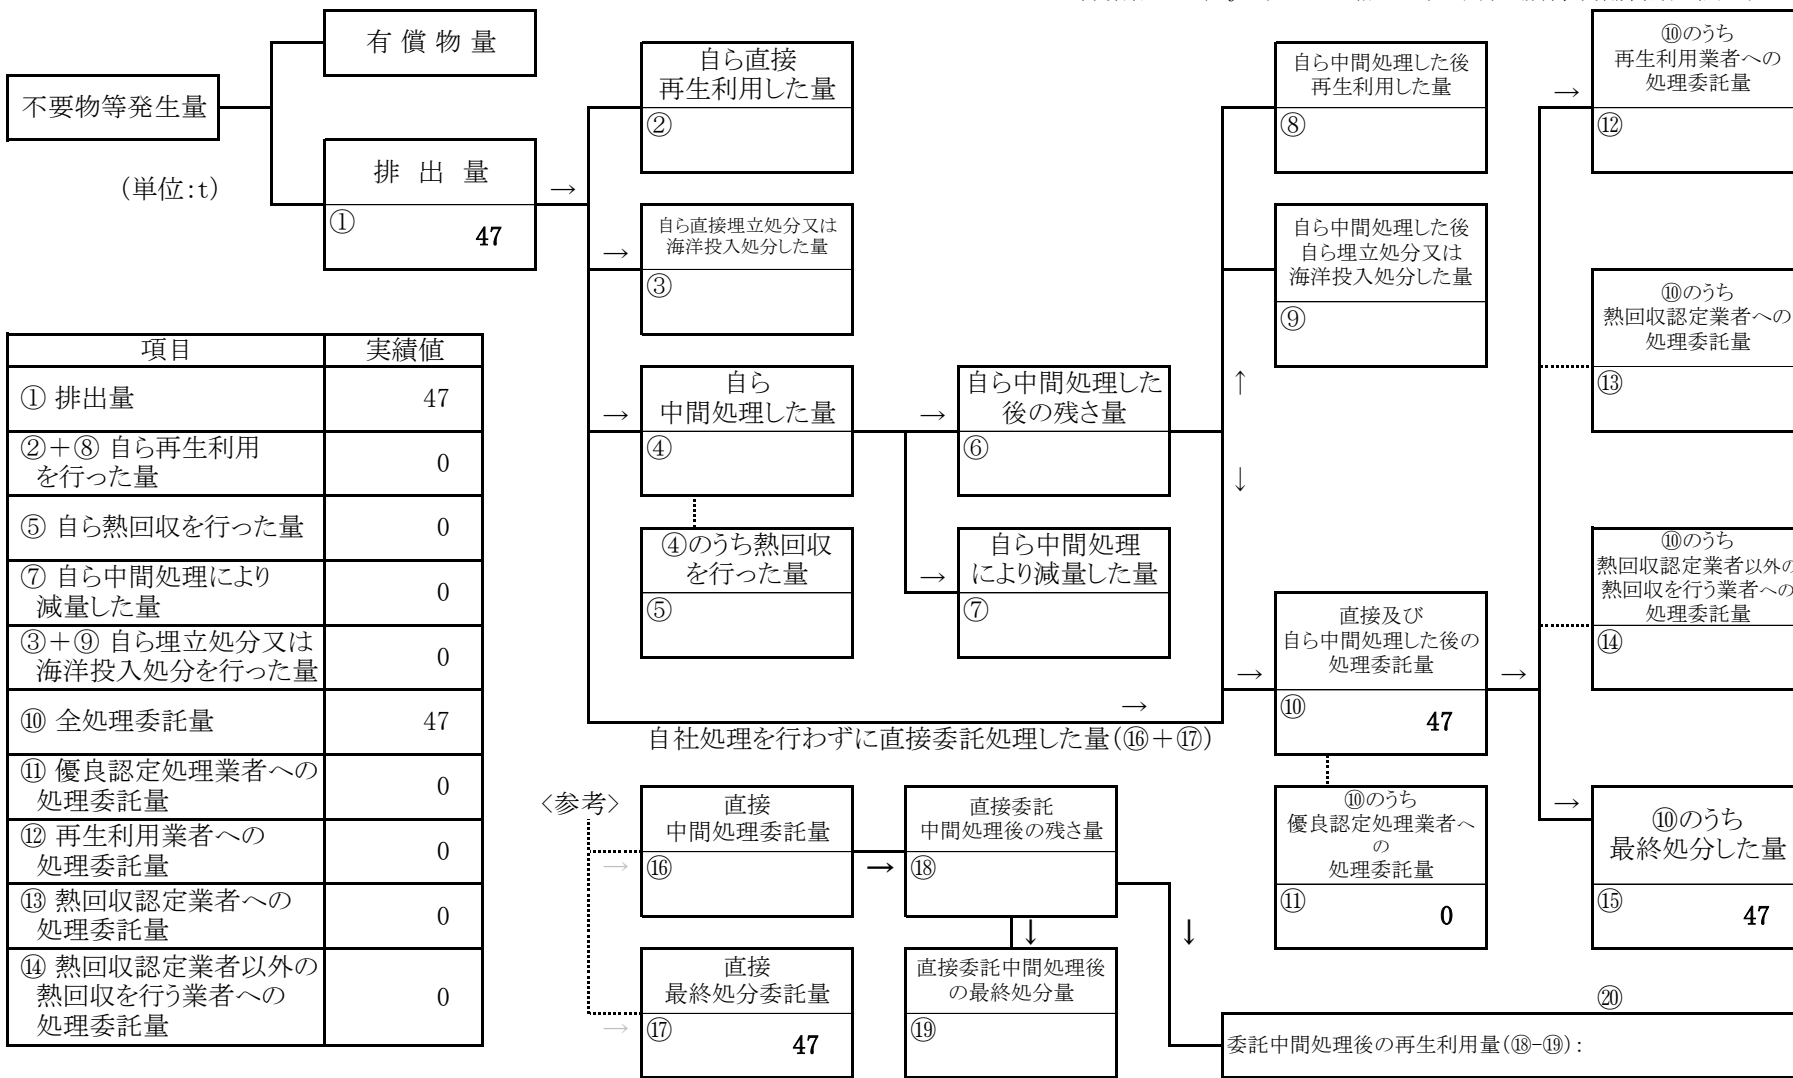 有償物量
不要物等発生量
(単位:t)
排出量
→
①
47
自ら直接
再生利用した量
②
→
自ら直接埋立処分又は
海洋投入処分した量
③
→
自ら
中間処理した量
④
④のうち熱回収
を行った量
⑤
→
自ら中間処理した
後の残さ量
⑥
→
自ら中間処理
により減量した量
⑦
自ら中間処理した後
再生利用した量
⑧
自ら中間処理した後
自ら埋立処分又は
海洋投入処分した量
⑨
↑
↓
→
自社処理を行わずに直接委託処理した量(⑯+⑰)
→
直接及び
自ら中間処理した後の
処理委託量
⑩
47
→
⑩のうち
優良認定処理業者へ
の
処理委託量
⑪
0
→
⑩のうち
再生利用業者への
処理委託量
⑫
⑩のうち
熱回収認定業者への
処理委託量
⑬
⑩のうち
熱回収認定業者以外の
熱回収を行う業者への
処理委託量
⑭
→
⑩のうち
最終処分した量
⑮
47
項目 実績値
① 排出量 47
②+⑧ 自ら再生利用
を行った量 0
⑤ 自ら熱回収を行った量 0
⑦ 自ら中間処理により
減量した量 0
③+⑨ 自ら埋立処分又は
海洋投入処分を行った量 0
⑩ 全処理委託量 47
⑪ 優良認定処理業者への
処理委託量 0
⑫ 再生利用業者への
処理委託量 0
⑬ 熱回収認定業者への
処理委託量 0
⑭ 熱回収認定業者以外の
熱回収を行う業者への
処理委託量 0
<参考>
→
直接
中間処理委託量
⑯
→
直接委託
中間処理後の残さ量
⑱
↓
↓
→
直接
最終処分委託量
⑰
47
直接委託中間処理後
の最終処分量
⑲
⑳
委託中間処理後の再生利用量(⑱-⑲):